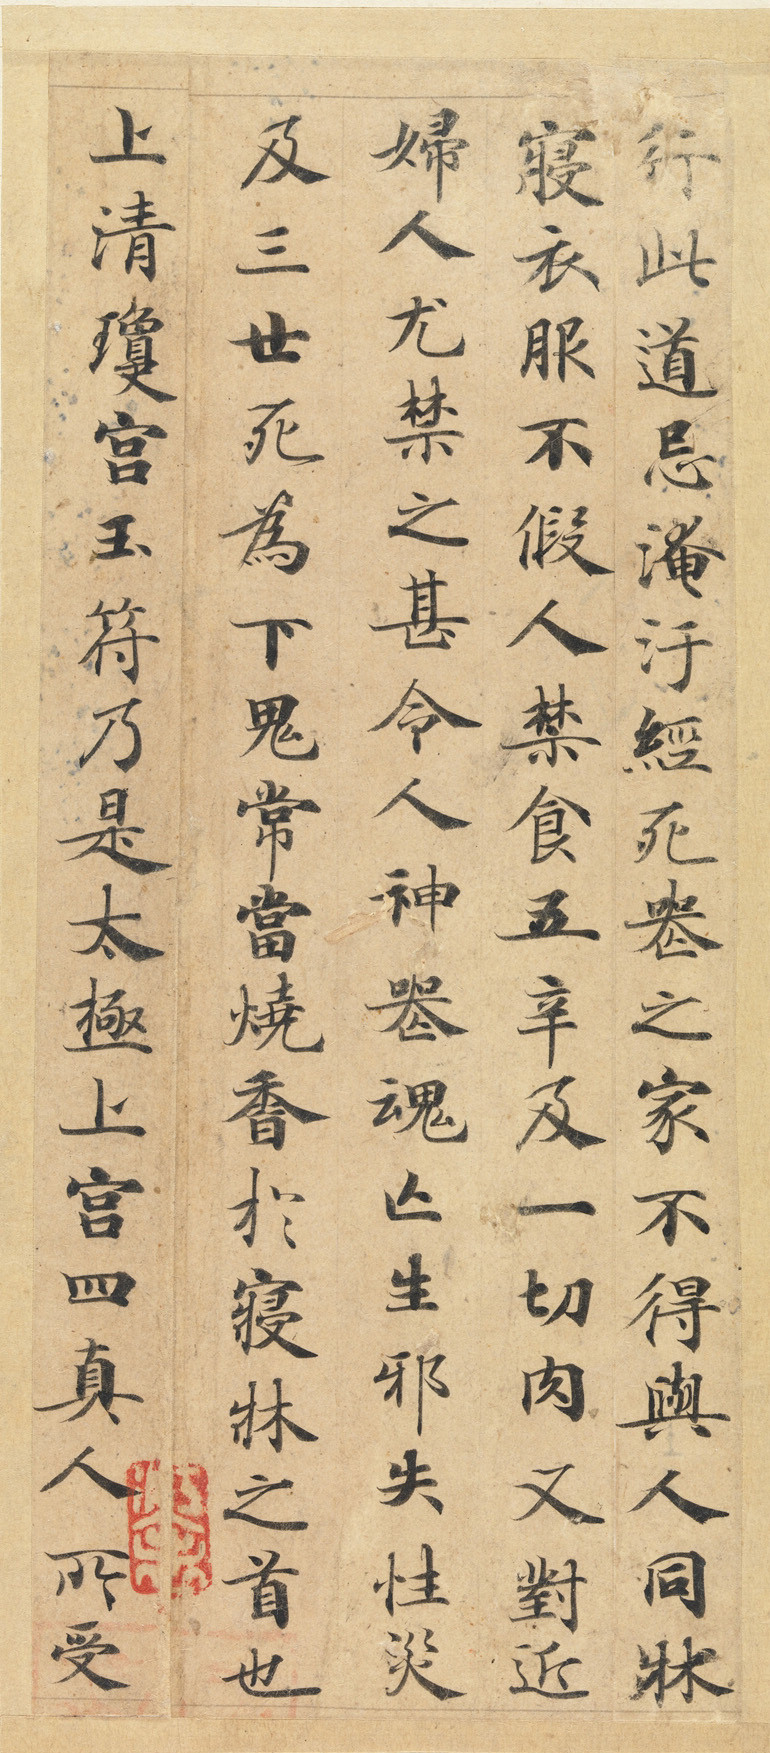 行此道忌淹汙經死喪之家不得與人同牀
寢衣服不假人禁食五辛及一切肉又對近
婦人尤禁之甚令人神喪魂亡生邪失性災
及三世死為下鬼常當燒香於寢牀之首也
上清瓊宮玉符乃是太極上宮四真人所受